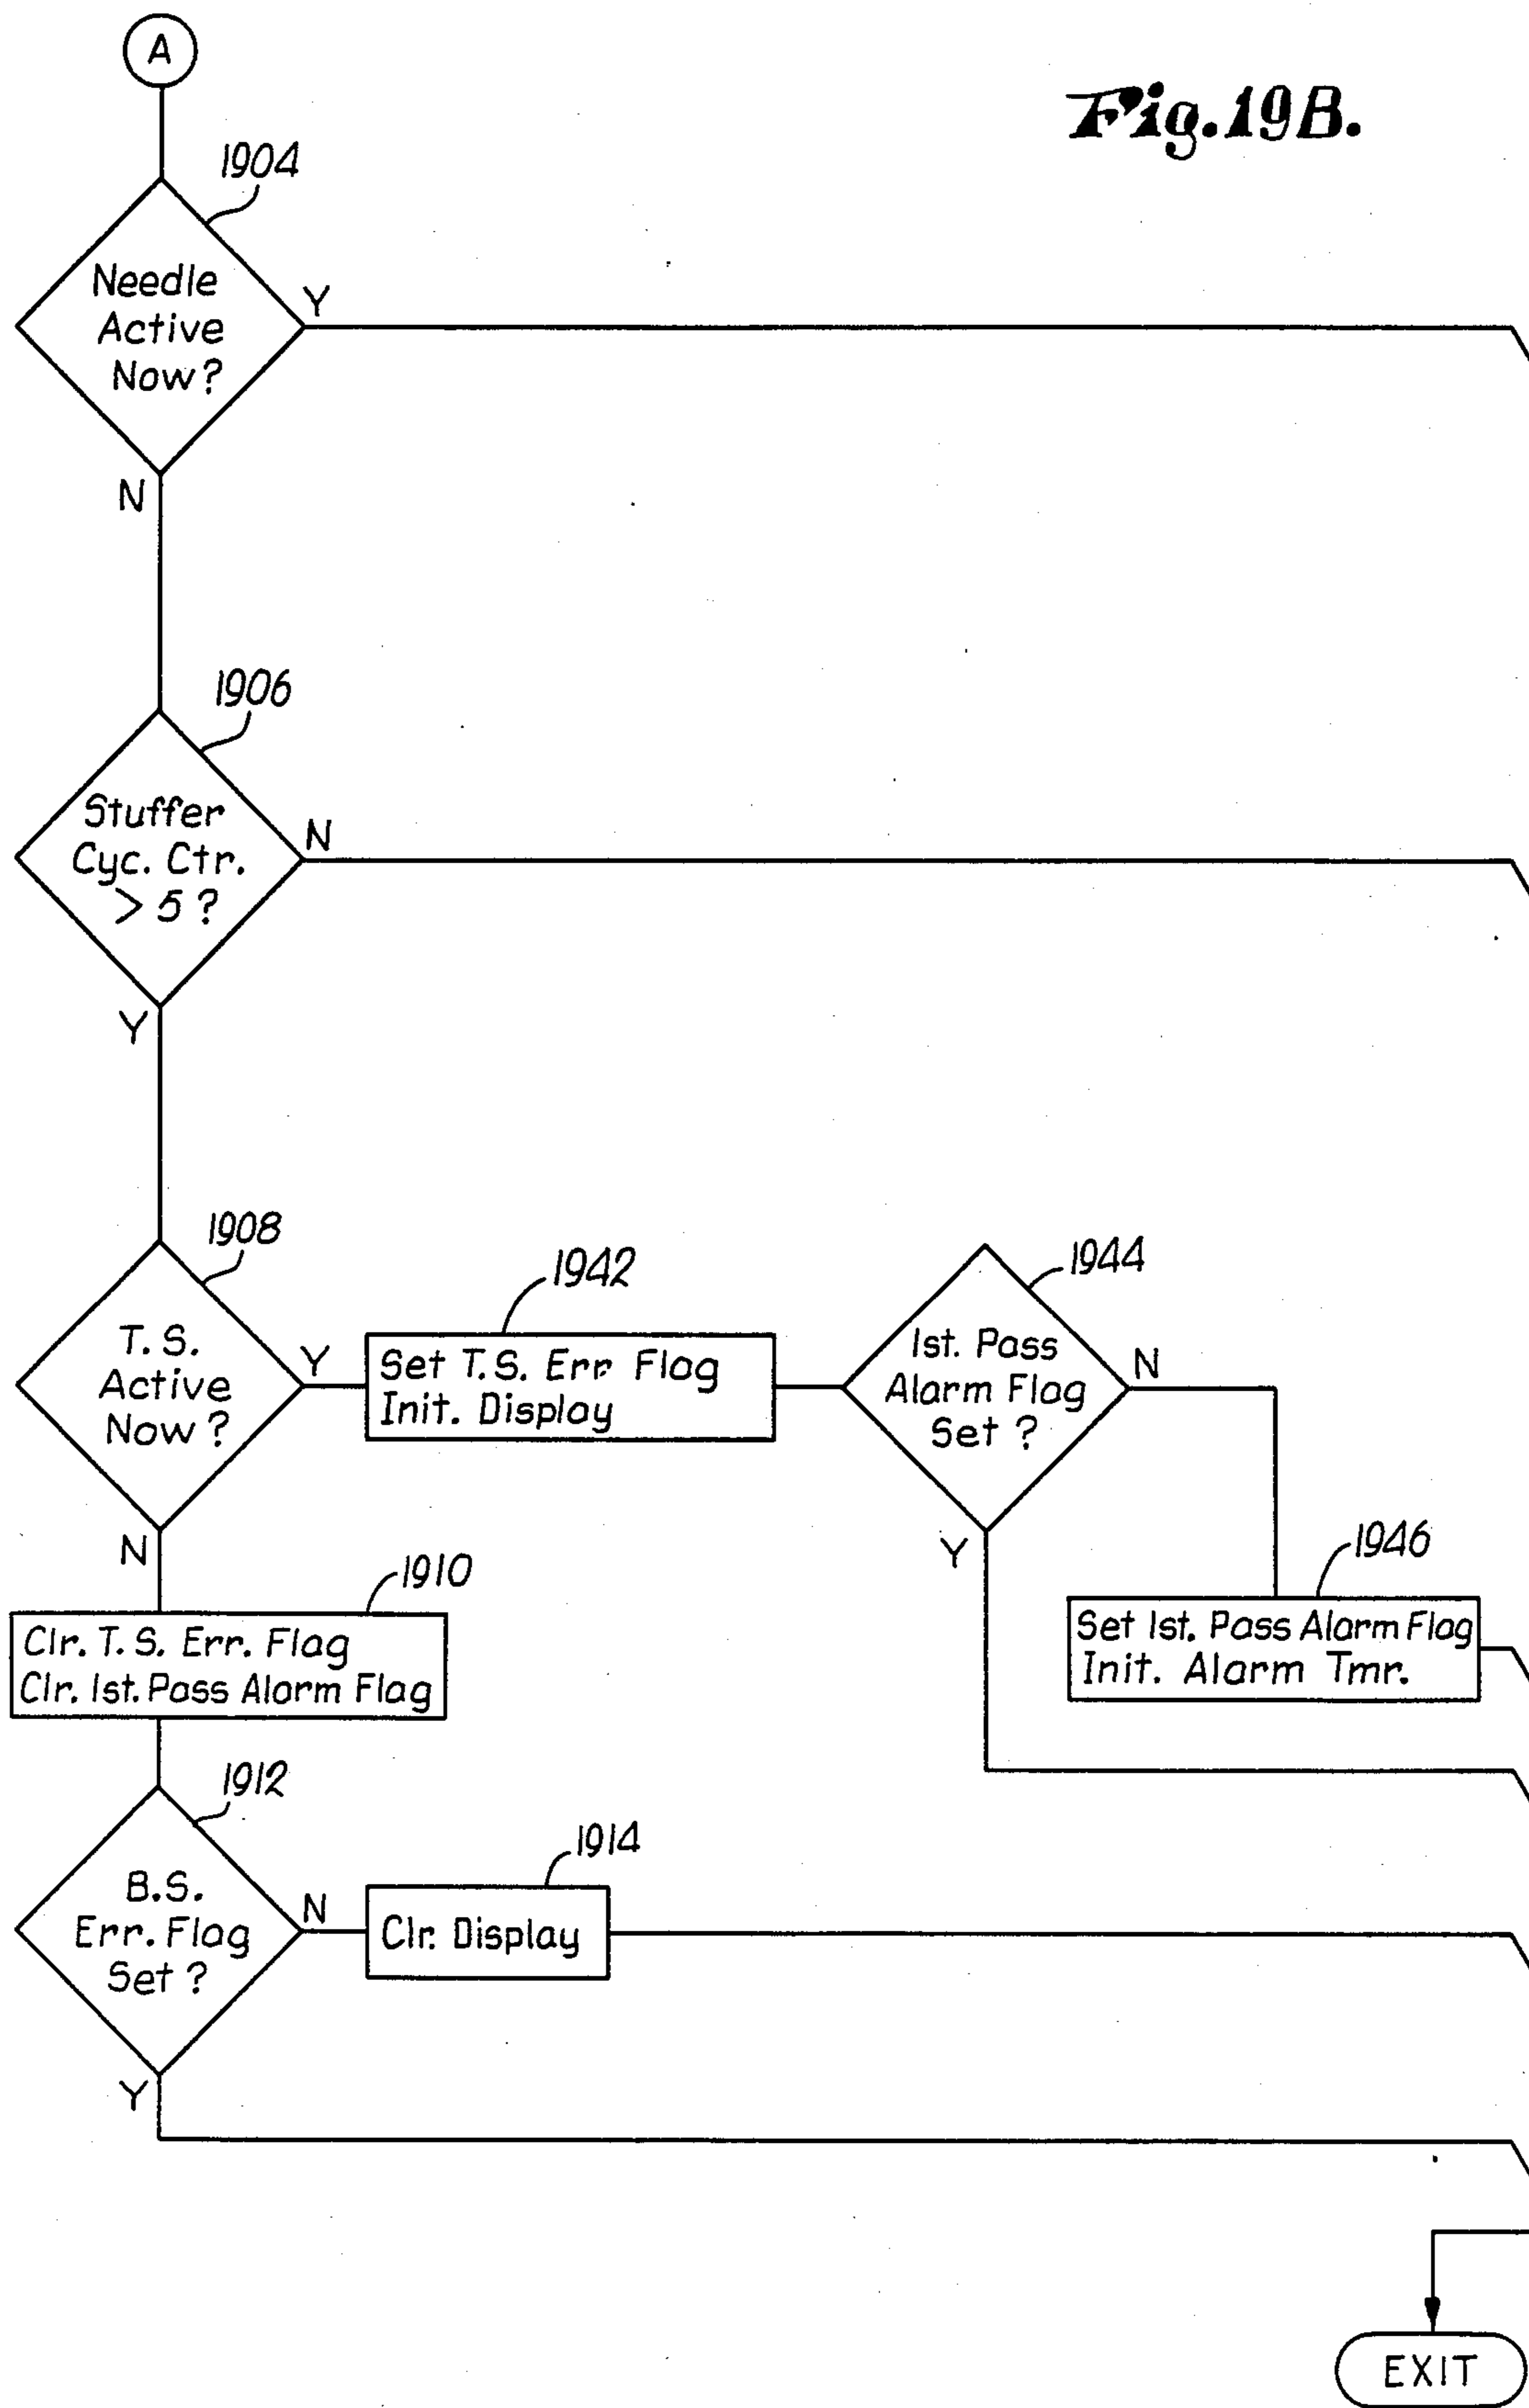 A
Fig. 19B.
1904
Needle
Active
Now?
Y
N
1906
Stuffer
Cyc. Ctr.
> 5?
N
Y
1908
T. S.
Active
Now?
Y
N
1942
Set T.S. Err Flag
Init. Display
1944
1st. Pass
Alarm Flag
Set?
N
Y
1946
Set 1st. Pass Alarm Flag
Init. Alarm Tmr.
1910
Clr. T. S. Err. Flag
Clr. 1st. Pass Alarm Flag
1912
B.S.
Err. Flag
Set?
N
Y
1914
Clr. Display
EXIT